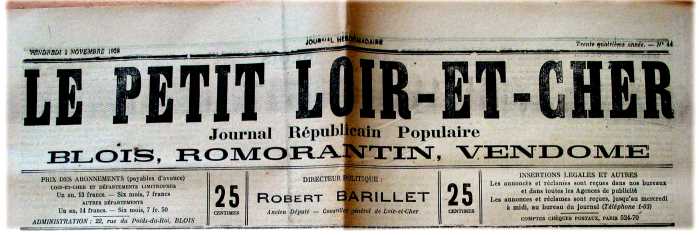 JOURNAL HEBDOMADAIRE
VENDREDI 2 NOVEMBRE 1928
Trente quatrième année. — N° 44
LE PETIT LOIR-ET-CHER
Journal Républicain Populaire
BLOIS, ROMORANTIN, VENDOME
PRIX DES ABONNEMENTS (payables d'avance)
LOIR-ET-CHER ET DÉPARTEMENTS LIMITROPHES
Un an, 13 francs. — Six mois, 7 francs
AUTRES DÉPARTEMENTS
Un an, 14 francs. — Six mois, 7 fr. 50
ADMINISTRATION : 22, rue du Poids-du-Roi, BLOIS
25
CENTIMES
DIRECTEUR POLITIQUE :
ROBERT BARILLET
Ancien Député — Conseiller général de Loir-et-Cher
25
CENTIMES
INSERTIONS LEGALES ET AUTRES
Les annonces et réclames sont reçues dans nos bureaux
et dans toutes les Agences de publicité
Les annonces et réclames sont reçues, jusqu'au mercredi
à midi, au bureau du journal (Téléphone 1-03)
COMPTE CHÈQUES POSTAUX, PARIS 524-70